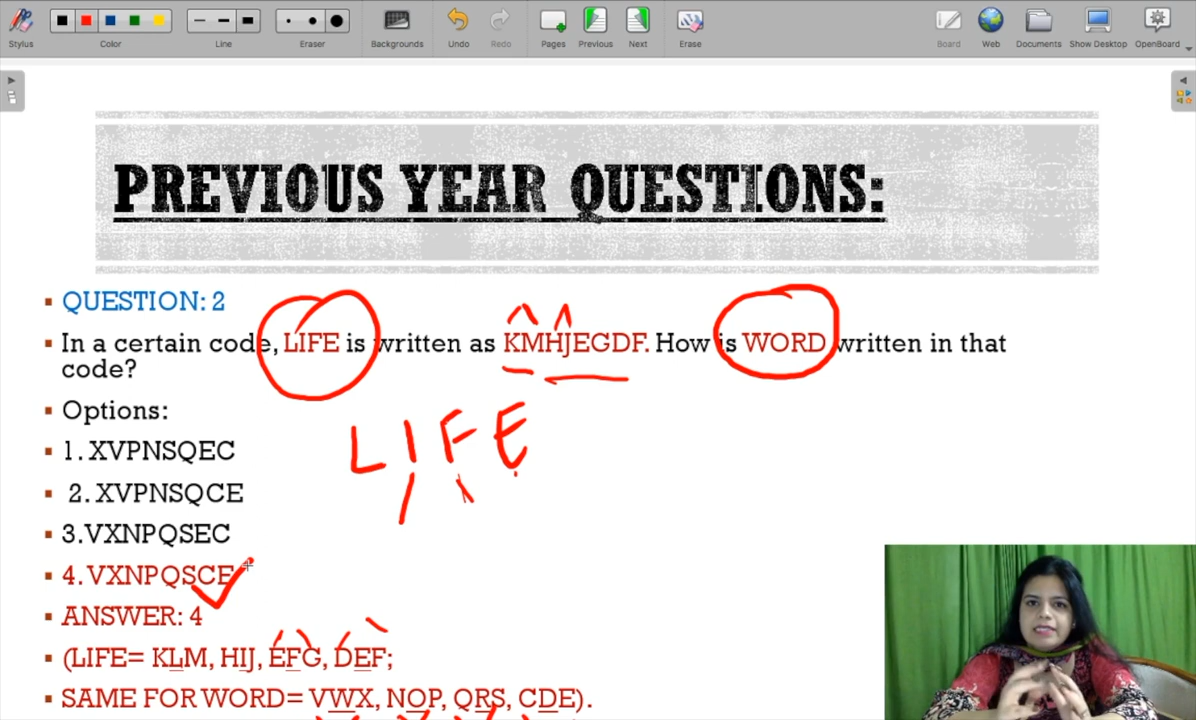 Stylus
Color
Line
Eraser
Backgrounds
Undo
Redo
Pages
Previous
Next
Erase
Board
Web
Documents
Show Desktop
OpenBoard
PREVIOUS YEAR QUESTIONS:
QUESTION: 2
In a certain code, LIFE is written as KMHJEGDF. How is WORD written in that
code?
Options:
LIFE
1. XVPNSQEC
2. XVPNSQCE
3.VXNPQSEC
4. VXNPQSCE
ANSWER: 4
(LIFE= KLM, HIJ, EFG, DEF;
SAME FOR WORD= VWX, NOP, QRS, CDE).